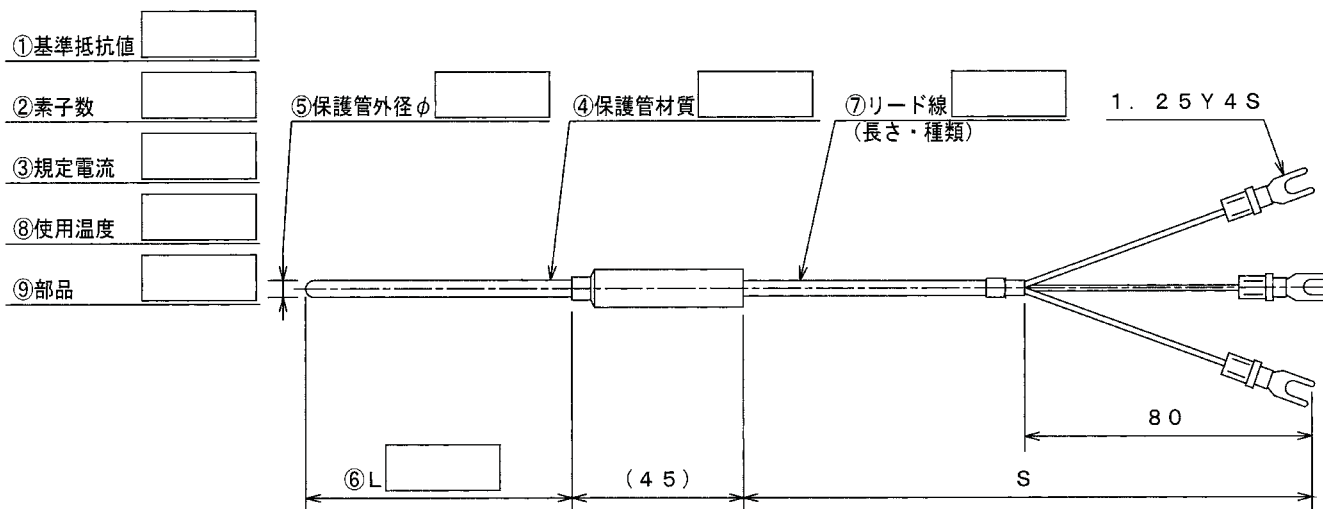 ①基準抵抗値
②素子数
③規定電流
⑧使用温度
⑨部品
⑤保護管外径φ
④保護管材質
⑦リード線
(長さ・種類)
1.25Y4S
80
⑥L
(45)
S